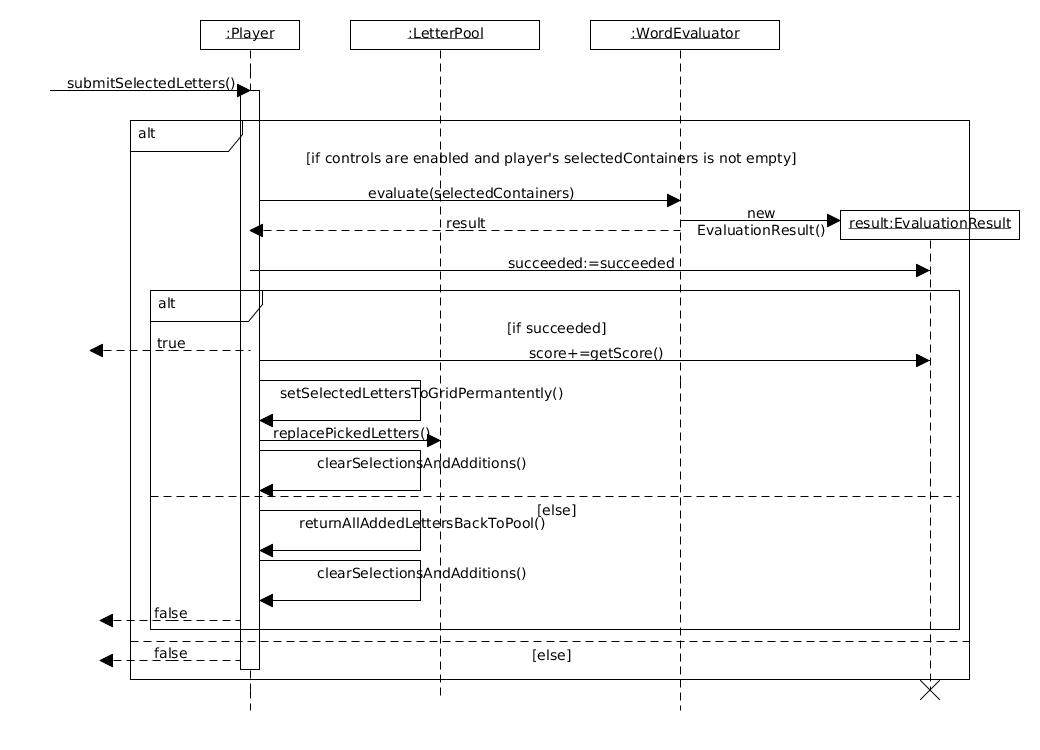 :Player
:LetterPool
:WordEvaluator
submitSelectedLetters()
alt
[if controls are enabled and player's selectedContainers is not empty]
evaluate(selectedContainers)
new
EvaluationResult()
result:EvaluationResult
result
succeeded:=succeeded
alt
[if succeeded]
true
score+=getScore()
setSelectedLettersToGridPermantently()
replacePickedLetters()
clearSelectionsAndAdditions()
[else]
returnAllAddedLettersBackToPool()
clearSelectionsAndAdditions()
false
false
[else]